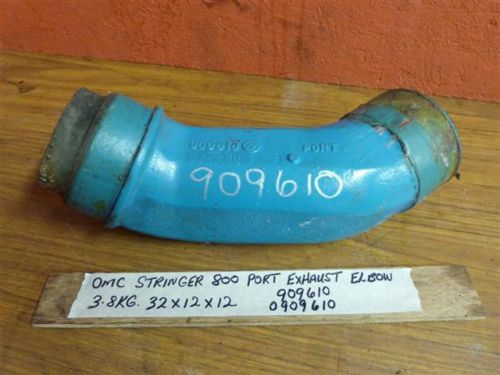 PORT
909610
OMC STRINGER 800 PORT EXHAUST ELBOW
3.8KG. 32x12x12 909610
0909610